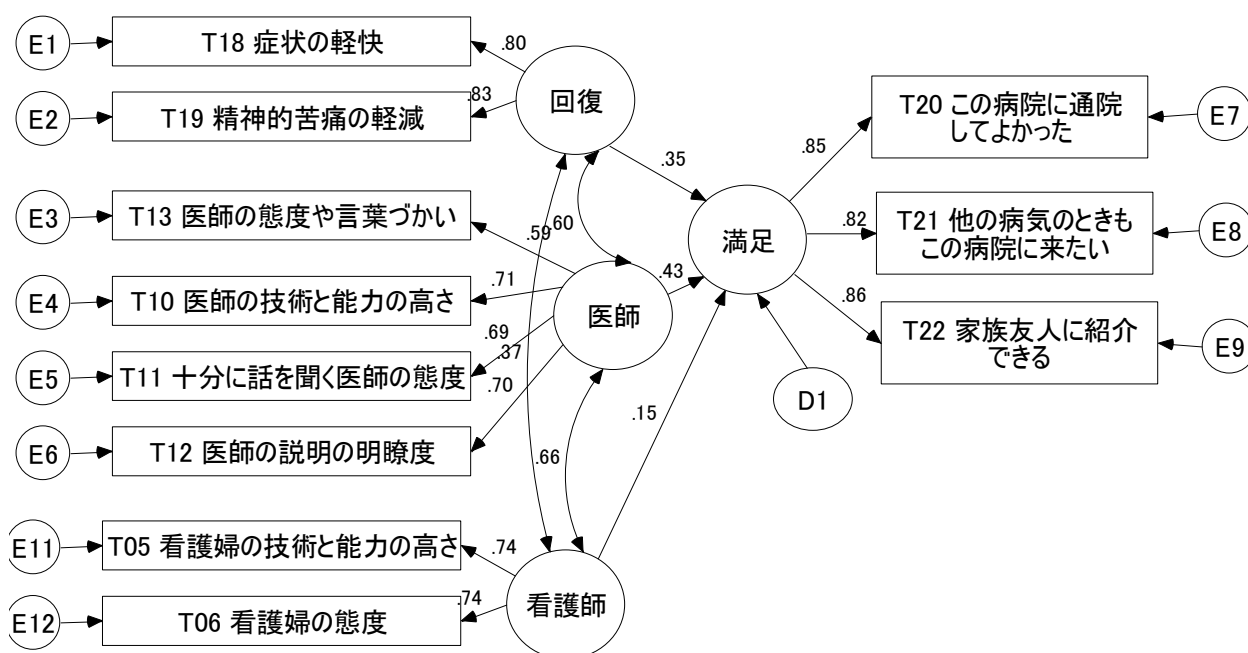 E1
T18 症状の軽快
.80
回復
E2
T19 精神的苦痛の軽減
.83
T20 この病院に通院
してよかった
E7
.85
.35
E3
T13 医師の態度や言葉づかい
.59
.60
満足
.82
T21 他の病気のときも
この病院に来たい
E8
E4
T10 医師の技術と能力の高さ
.71
医師
.43
.86
T22 家族友人に紹介
できる
E9
E5
T11 十分に話を聞く医師の態度
.69
.37
.70
D1
.15
E6
T12 医師の説明の明瞭度
.66
E11
T05 看護婦の技術と能力の高さ
.74
看護師
E12
T06 看護婦の態度
.74